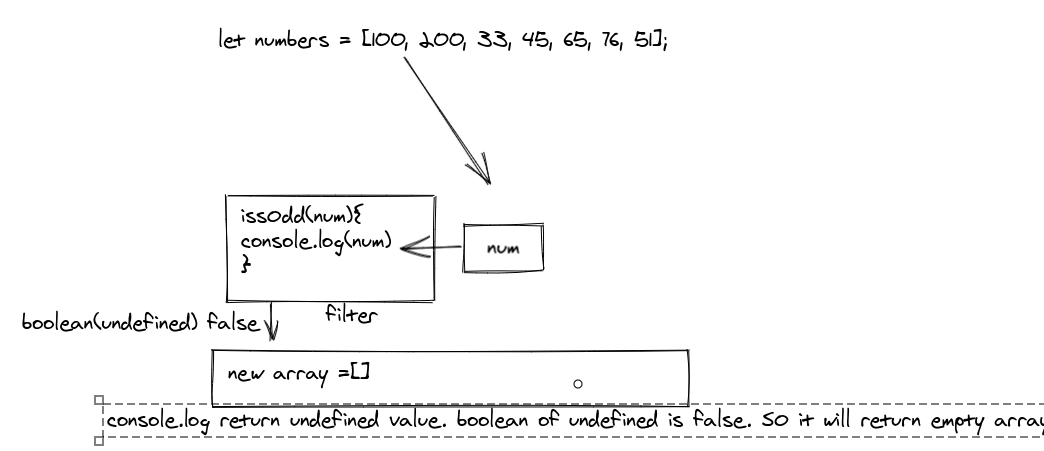 let numbers = [100, 200, 33, 45, 65, 76, 51];
issOdd(num){
console.log(num)
}
num
filter
boolean(undefined) false
new array =[]
console.log return undefined value. boolean of undefined is false. So it will return empty array